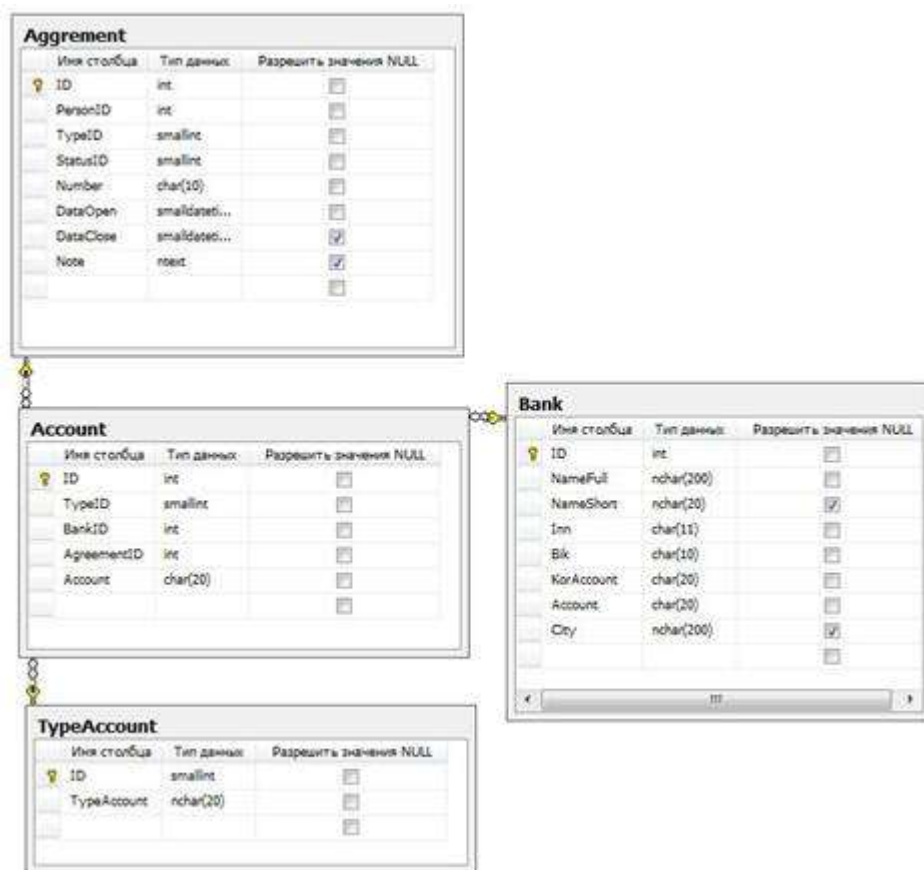 Aggrement
Имя столбца Тип данных Разрешить значения NULL
ID int
PersonID int
TypeID smallint
StatusID smallint
Number char(10)
DataOpen smalldateti...
DataClose smalldateti...
Note ntext
Account
Имя столбца Тип данных Разрешить значения NULL
ID int
TypeID smallint
BankID int
AgreementID int
Account char(20)
Bank
Имя столбца Тип данных Разрешить значения NULL
ID int
NameFull nchar(200)
NameShort nchar(20)
Inn char(11)
Bik char(10)
KorAccount char(20)
Account char(20)
City nchar(200)
TypeAccount
Имя столбца Тип данных Разрешить значения NULL
ID smallint
TypeAccount nchar(20)